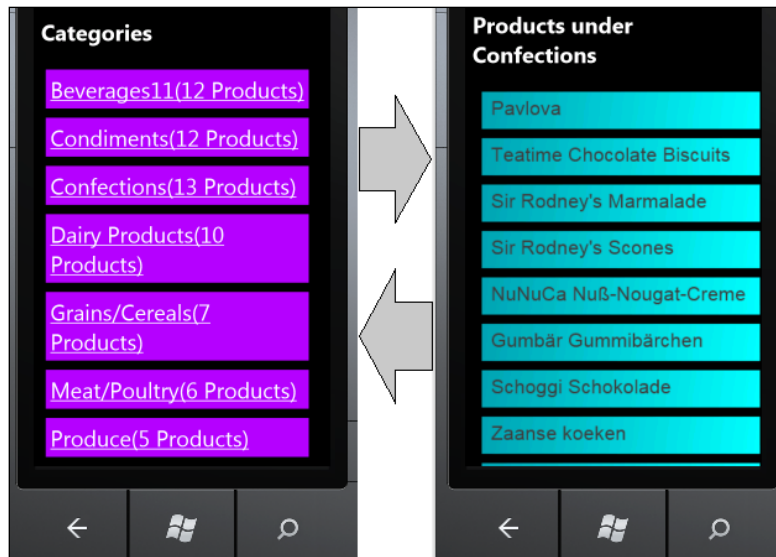 Categories
Beverages11(12 Products)
Condiments(12 Products)
Confections(13 Products)
Dairy Products(10
Products)
Grains/Cereals(7
Products)
Meat/Poultry(6 Products)
Produce(5 Products)
Products under
Confections
Pavlova
Teatime Chocolate Biscuits
Sir Rodney's Marmalade
Sir Rodney's Scones
NuNuCa Nuß-Nougat-Creme
Gumbär Gummibärchen
Schoggi Schokolade
Zaanse koeken